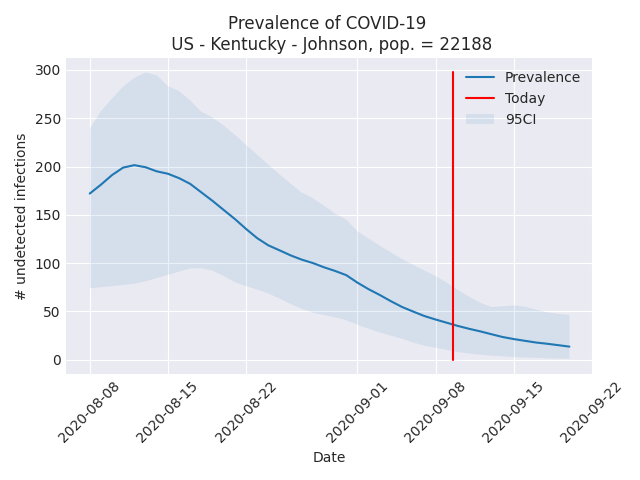 Prevalence of COVID-19
US - Kentucky - Johnson, pop. = 22188
300
250
200
150
100
50
0
# undetected infections
Prevalence
Today
95CI
2020-08-08
2020-08-15
2020-08-22
2020-09-01
2020-09-08
2020-09-15
2020-09-22
Date